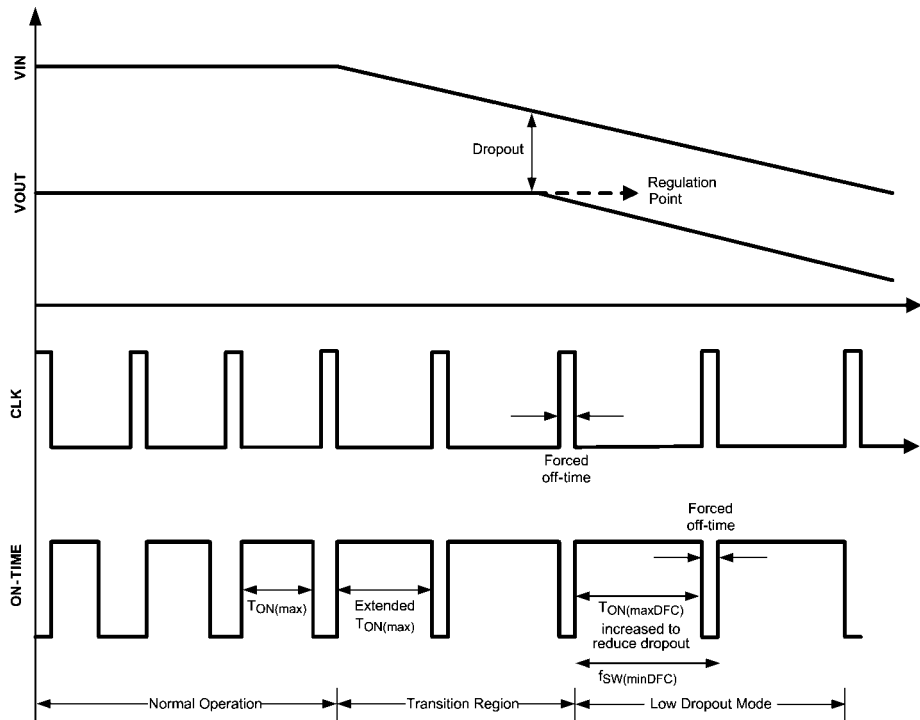 VIN
Dropout
VOUT
Regulation
Point
CLK
Forced
off-time
Forced
off-time
ON-TIME
TON(max)
Extended
TON(max)
TON(maxDFC)
increased to
reduce dropout
fSW(minDFC)
Normal Operation
Transition Region
Low Dropout Mode